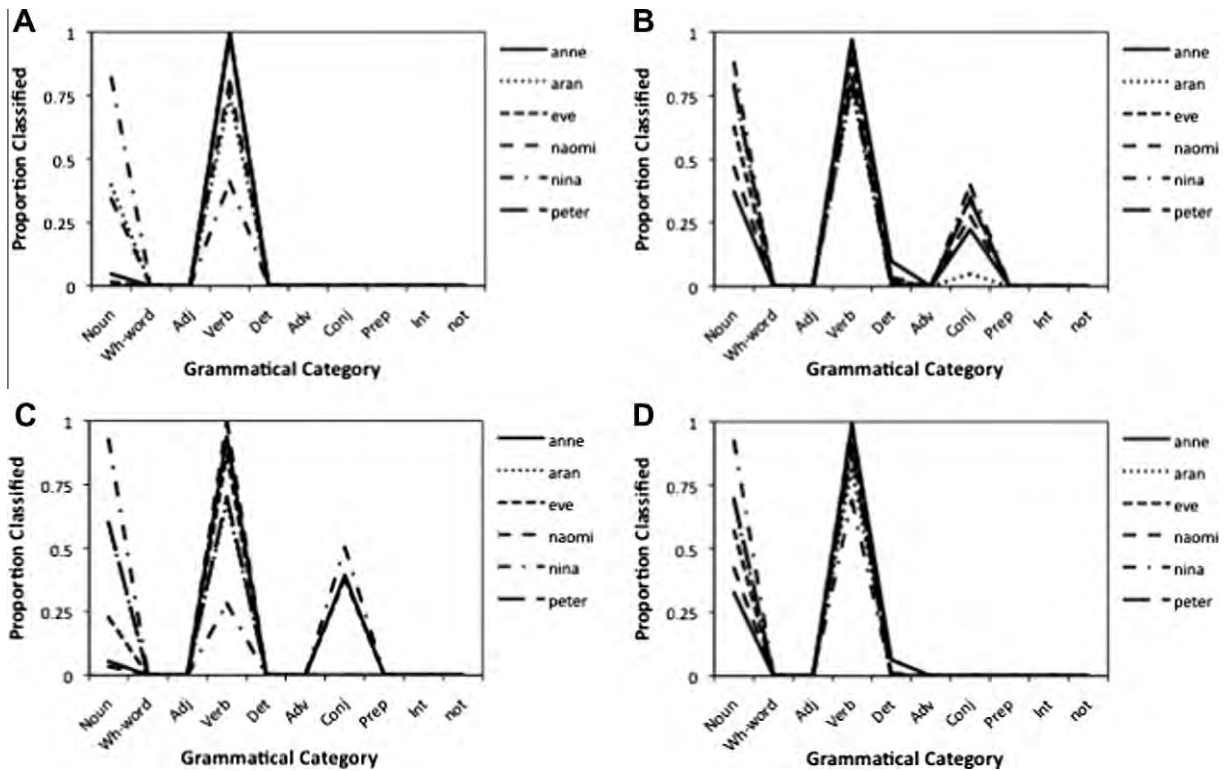 A
Proportion Classified
1
0.75
0.5
0.25
0
Noun
Wh-word
Adj
Verb
Det
Adv
Conj
Prep
Int
not
Grammatical Category
anne
aran
eve
naomi
nina
peter
B
Proportion Classified
1
0.75
0.5
0.25
0
Noun
Wh-word
Adj
Verb
Det
Adv
Conj
Prep
Int
not
Grammatical Category
anne
aran
eve
naomi
nina
peter
C
Proportion Classified
1
0.75
0.5
0.25
0
Noun
Wh-word
Adj
Verb
Det
Adv
Conj
Prep
Int
not
Grammatical Category
anne
aran
eve
naomi
nina
peter
D
Proportion Classified
1
0.75
0.5
0.25
0
Noun
Wh-word
Adj
Verb
Det
Adv
Conj
Prep
Int
not
Grammatical Category
anne
aran
eve
naomi
nina
peter